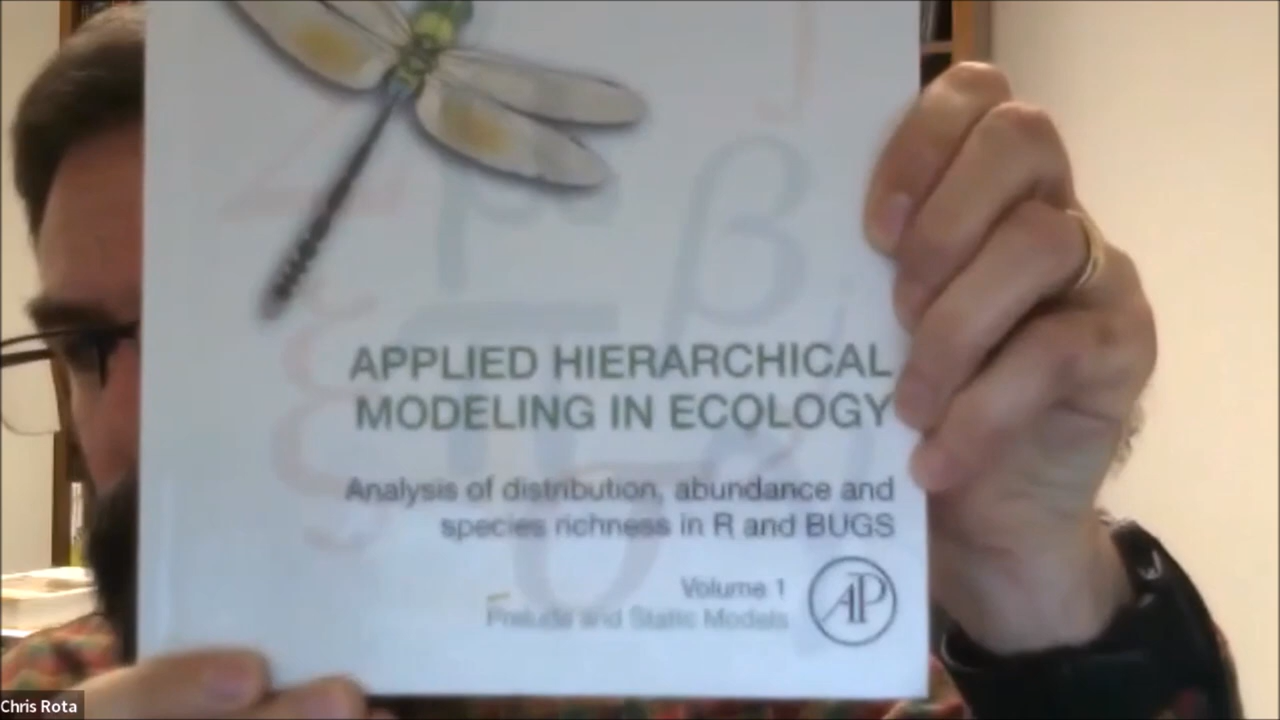 β
APPLIED HIERARCHICAL
MODELING IN ECOLOGY
Analysis of distribution, abundance and
species richness in R and BUGS
Volume 1
Prelude and Static Models
AP
Chris Rota